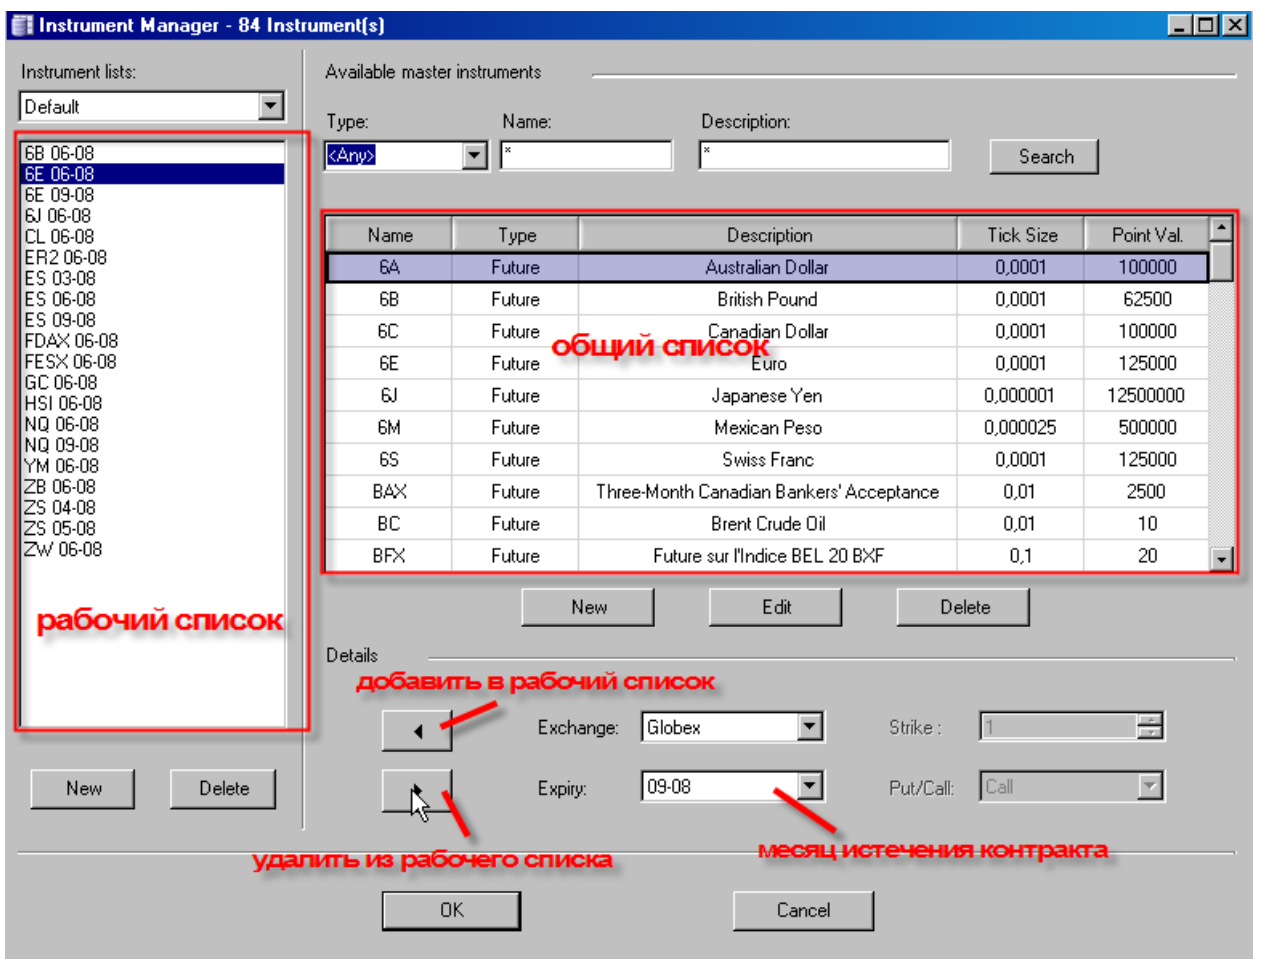 Instrument Manager - 84 Instrument(s)
Instrument lists:
Default
6B 06-08
6E 06-08
6E 09-08
6J 06-08
CL 06-08
ER2 06-08
ES 03-08
ES 06-08
ES 09-08
FDAX 06-08
FESX 06-08
GC 06-08
HSI 06-08
NQ 06-08
NQ 09-08
YM 06-08
ZB 06-08
ZS 04-08
ZS 05-08
ZW 06-08
рабочий список
New Delete
Available master instruments
Type: Name: Description:
<Any> * * Search
Name Type Description Tick Size Point Val.
6A Future Australian Dollar 0,0001 100000
6B Future British Pound 0,0001 62500
6C Future Canadian Dollar 0,0001 100000
общий список
6E Future Euro 0,0001 125000
6J Future Japanese Yen 0,000001 12500000
6M Future Mexican Peso 0,000025 500000
6S Future Swiss Franc 0,0001 125000
BAX Future Three-Month Canadian Bankers' Acceptance 0,01 2500
BC Future Brent Crude Oil 0,01 10
BFX Future Future sur l'Indice BEL 20 BXF 0,1 20
New Edit Delete
Details
добавить в рабочий список
Exchange: Globex Strike : 1
Expiry: 09-08 Put/Call: Call
удалить из рабочего списка
месяц истечения контракта
OK Cancel